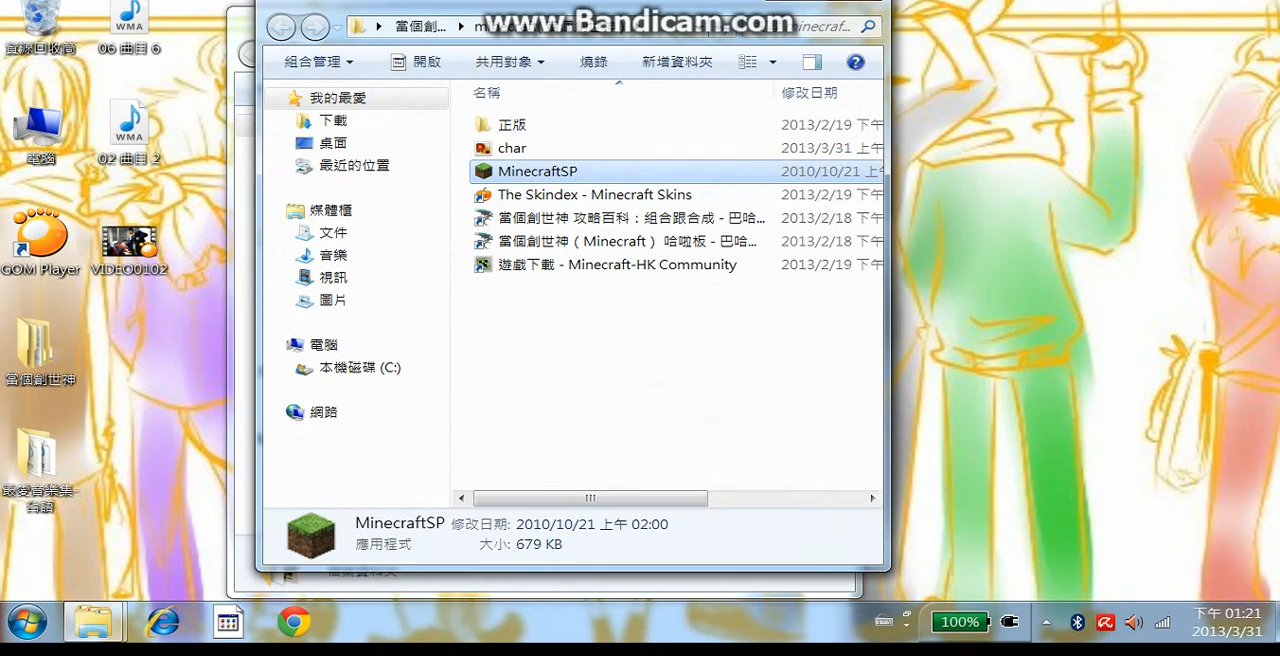 www.Bandicam.com
資源回收筒
06 曲目 6
電腦
02 曲目 2
GOM Player
VIDEO0102
當個創世神
最愛音樂集-
台語
當個創...
組合管理
開啟
共用對象
燒錄
新增資料夾
名稱
修改日期
我的最愛
下載
桌面
最近的位置
媒體櫃
文件
音樂
視訊
圖片
電腦
本機磁碟 (C:)
網路
正版
2013/2/19 下午
char
2013/3/31 上午
MinecraftSP
2010/10/21 上午
The Skindex - Minecraft Skins
2013/2/19 下午
當個創世神 攻略百科：組合跟合成 - 巴哈...
2013/2/18 下午
當個創世神（Minecraft） 哈啦板 - 巴哈...
2013/2/18 下午
遊戲下載 - Minecraft-HK Community
2013/2/19 下午
MinecraftSP
修改日期: 2010/10/21 上午 02:00
應用程式
大小: 679 KB
100%
下午 01:21
2013/3/31